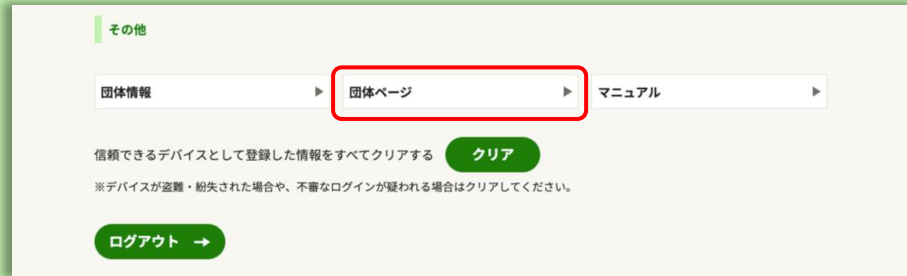 その他
団体情報 ▶ 団体ページ ▶ マニュアル ▶
信頼できるデバイスとして登録した情報をすべてクリアする クリア
※デバイスが盗難・紛失された場合や、不審なログインが疑われる場合はクリアしてください。
ログアウト →